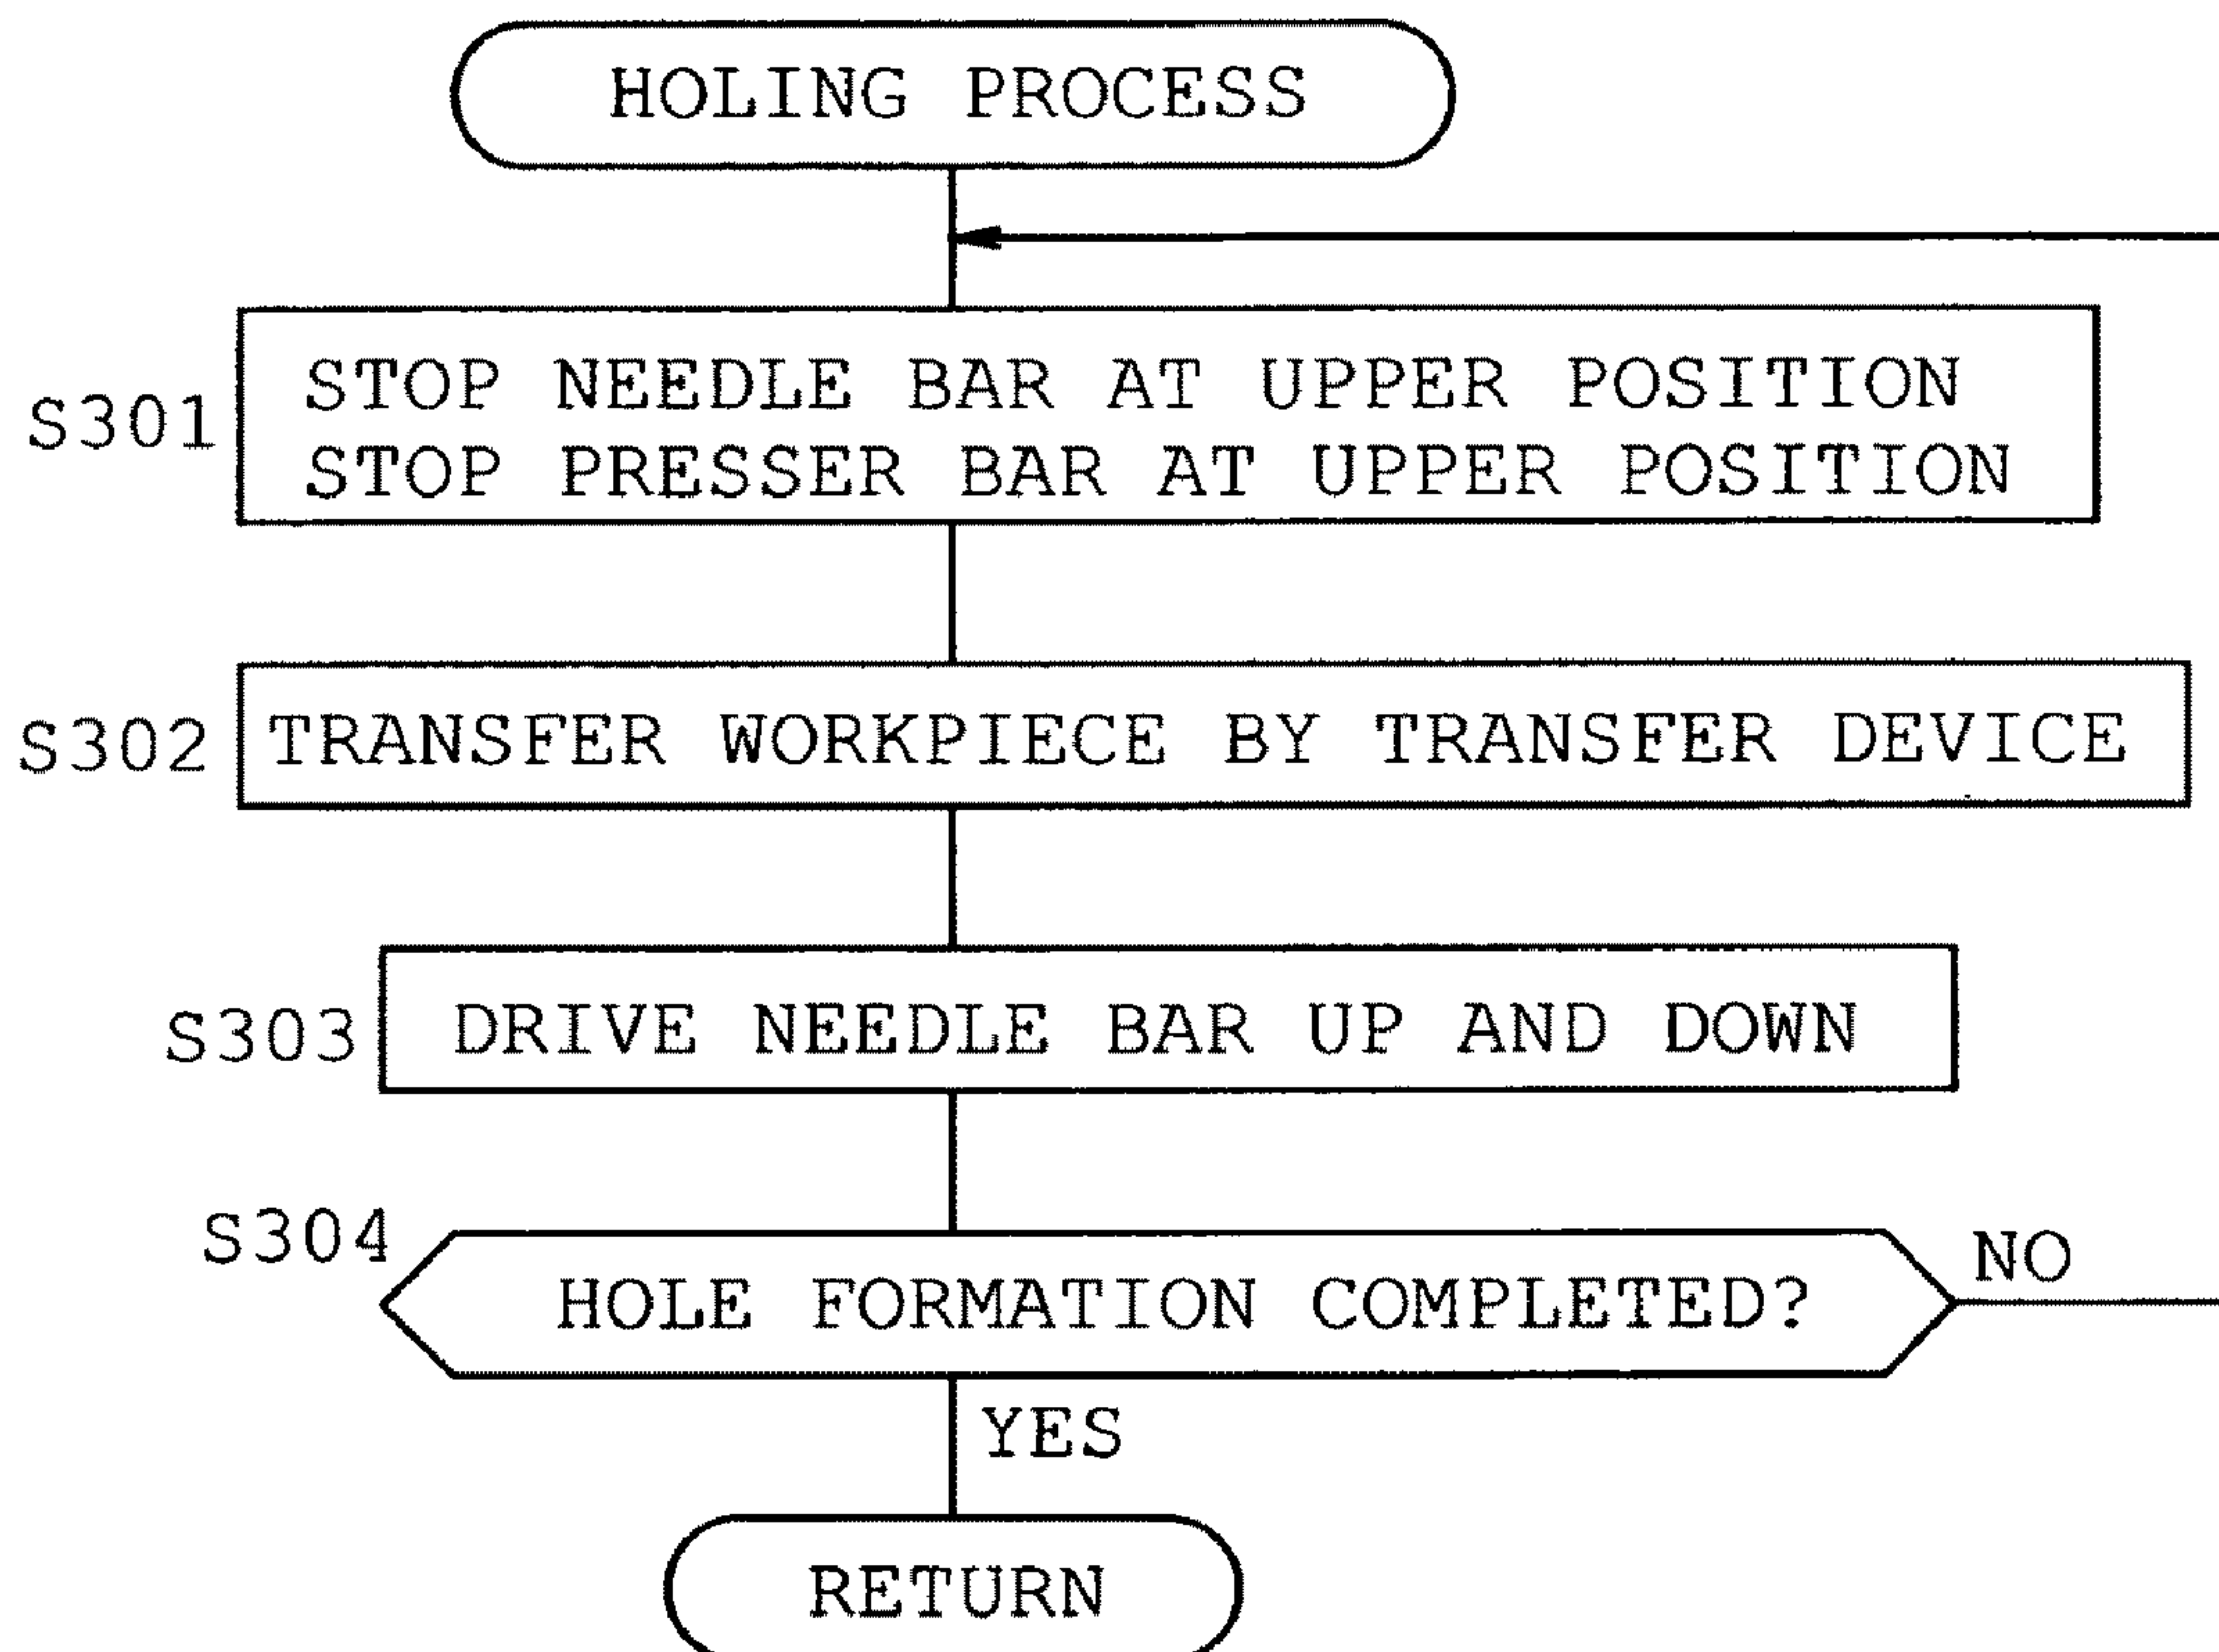 HOLING PROCESS
S301
STOP NEEDLE BAR AT UPPER POSITION
STOP PRESSER BAR AT UPPER POSITION
S302
TRANSFER WORKPIECE BY TRANSFER DEVICE
S303
DRIVE NEEDLE BAR UP AND DOWN
S304
HOLE FORMATION COMPLETED?
NO
YES
RETURN